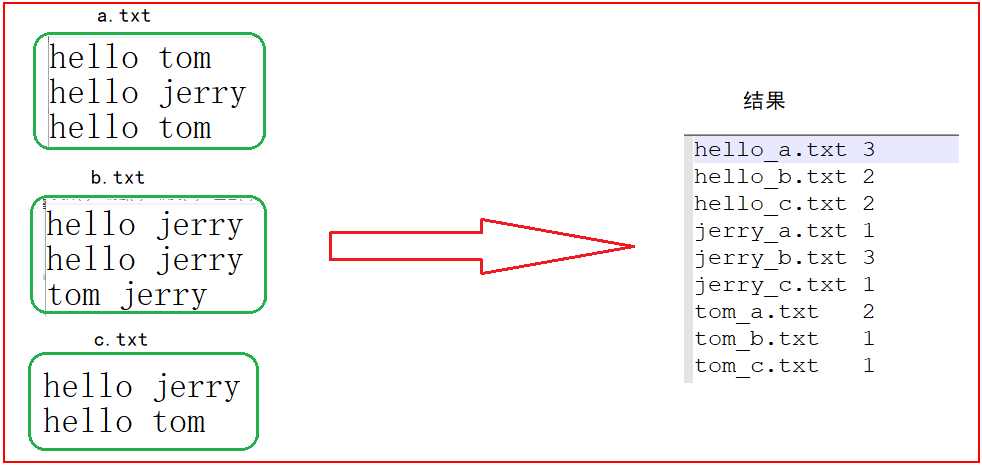 a.txt
hello tom
hello jerry
hello tom
b.txt
hello jerry
hello jerry
tom jerry
c.txt
hello jerry
hello tom
结果
hello_a.txt 3
hello_b.txt 2
hello_c.txt 2
jerry_a.txt 1
jerry_b.txt 3
jerry_c.txt 1
tom_a.txt 2
tom_b.txt 1
tom_c.txt 1